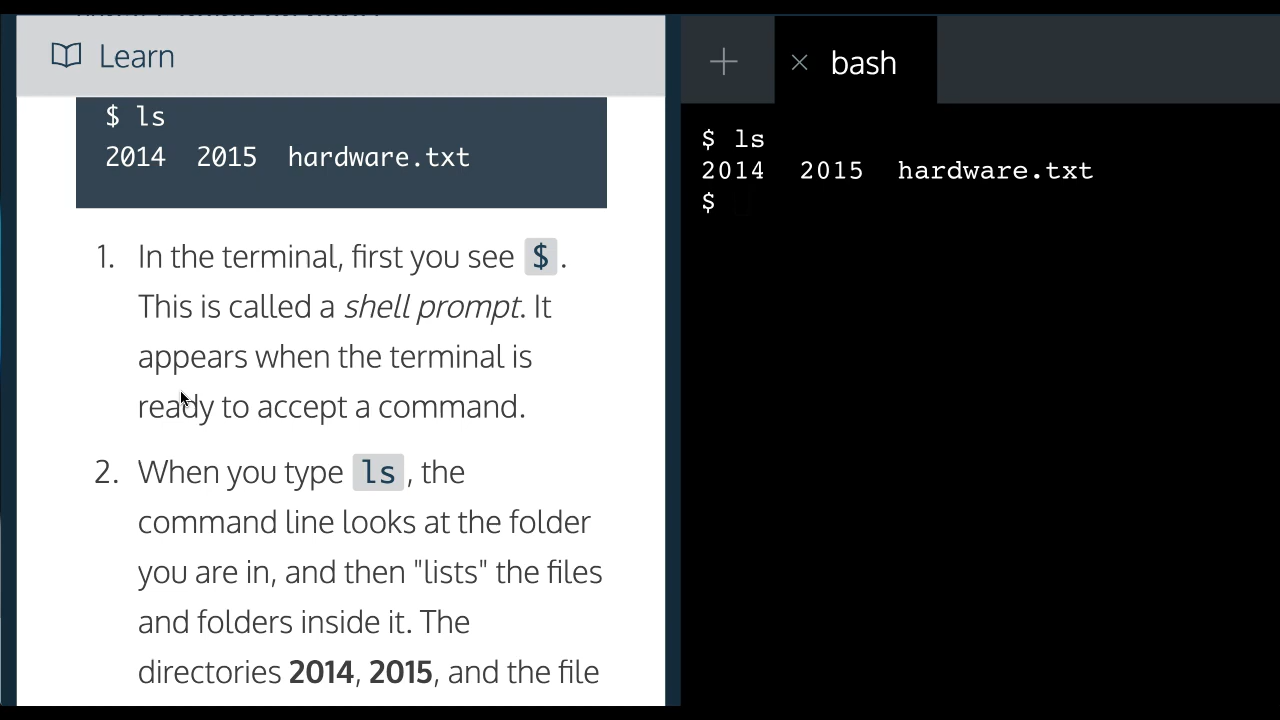 Learn
$ ls
2014 2015 hardware.txt
1. In the terminal, first you see $.
This is called a shell prompt. It
appears when the terminal is
ready to accept a command.
2. When you type ls, the
command line looks at the folder
you are in, and then "lists" the files
and folders inside it. The
directories 2014, 2015, and the file
bash
$ ls
2014 2015 hardware.txt
$